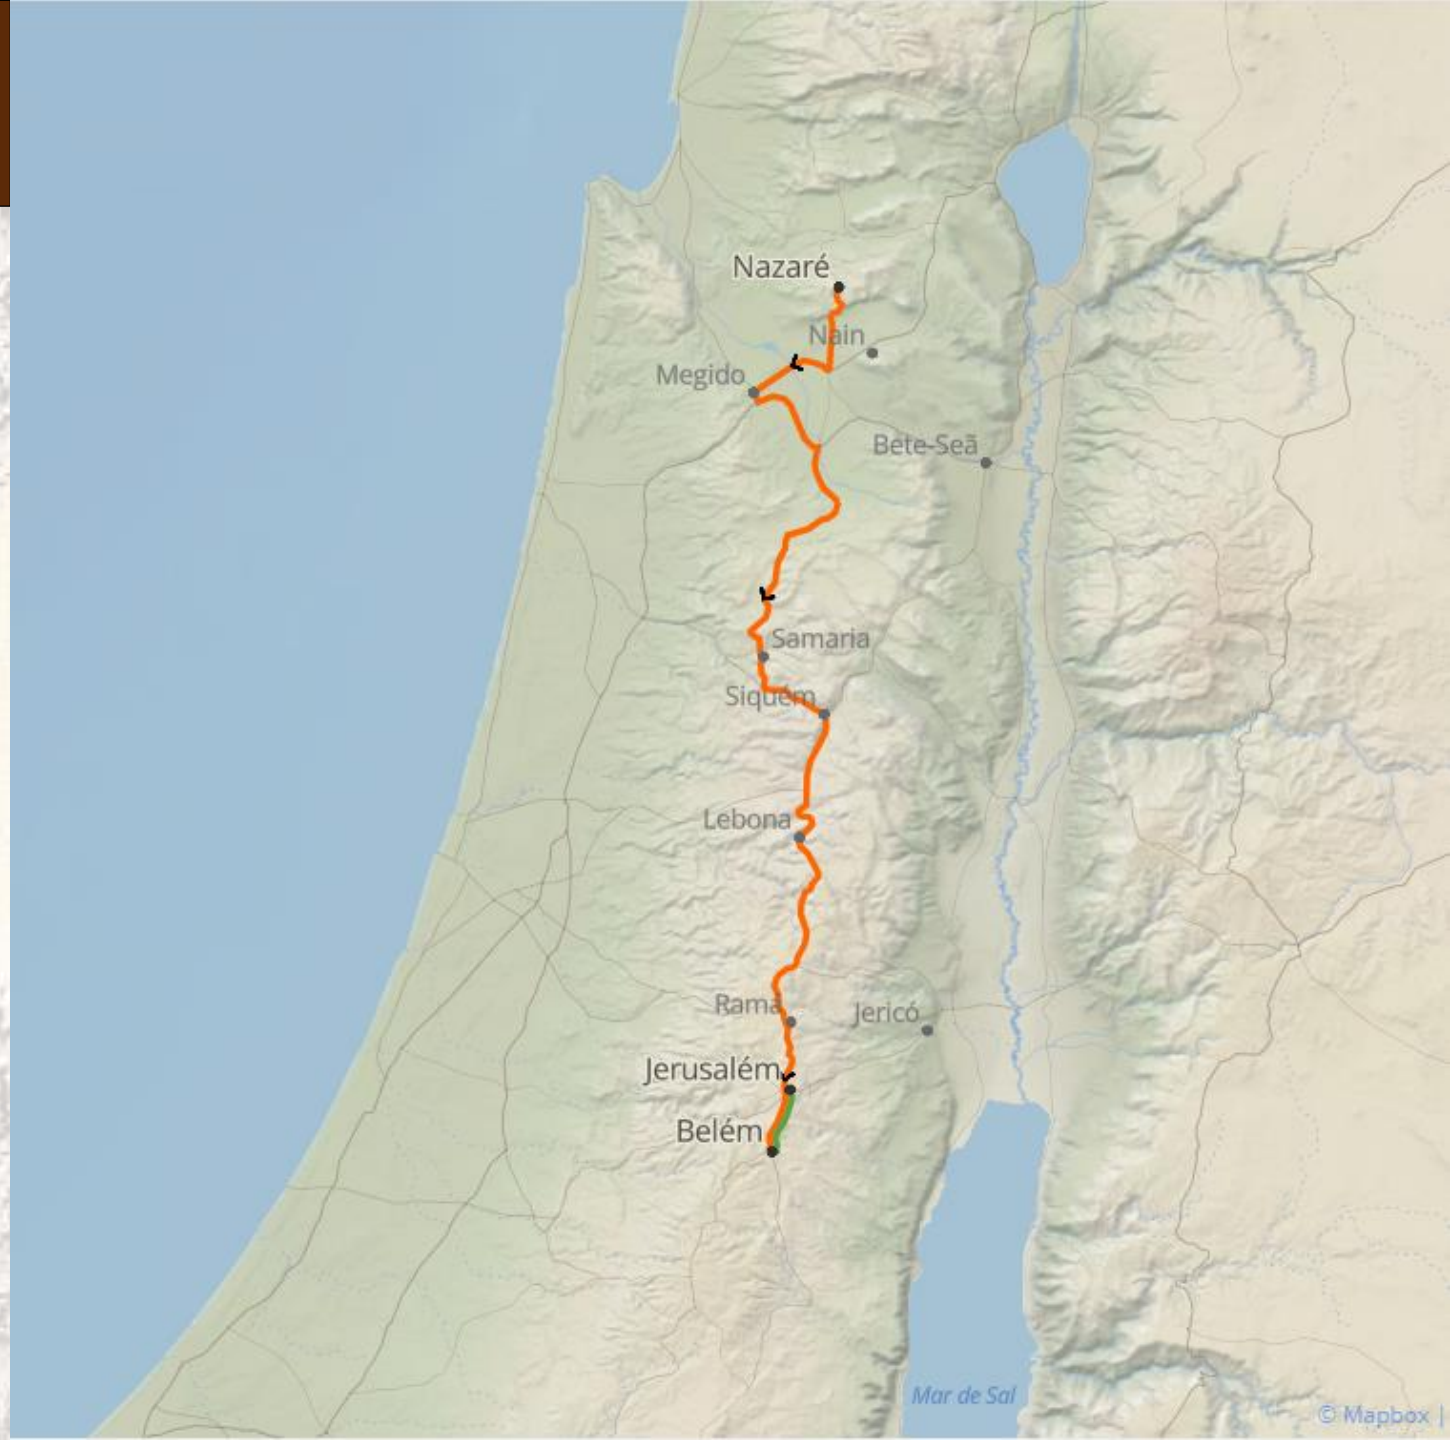 Nazaré
Nain
Megido
Bete-Seã
Samaria
Siquém
Lebona
Ramá
Jericó
Jerusalém
Belém
Mar de Sal
© Mapbox |